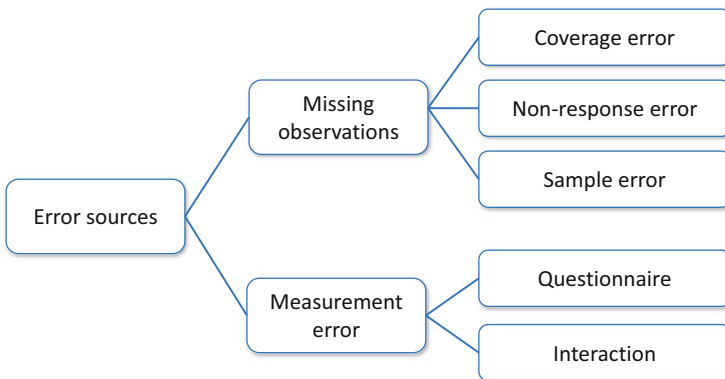 Error sources
Missing
observations
Coverage error
Non-response error
Sample error
Measurement
error
Questionnaire
Interaction